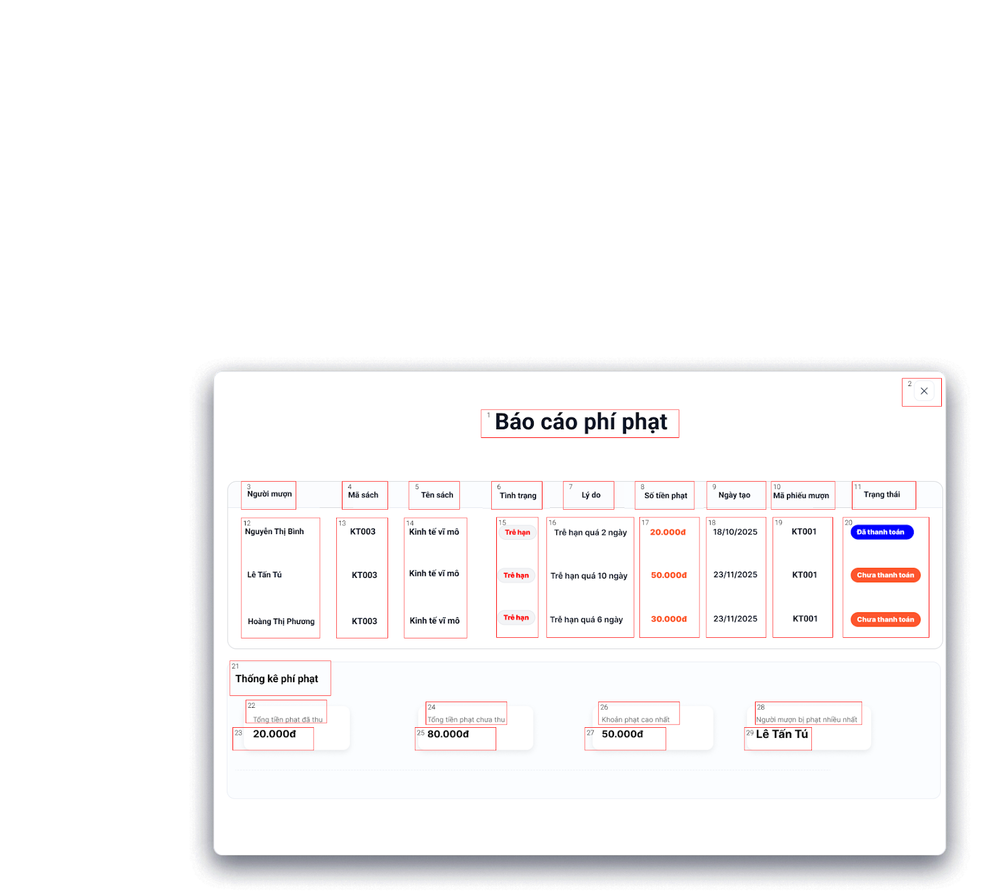 2
1 Báo cáo phí phạt
3 4 5 6 7 8 9 10 11
Người mượn Mã sách Tên sách Tình trạng Lý do Số tiền phạt Ngày tạo Mã phiếu mượn Trạng thái
12 13 14 15 16 17 18 19 20
Nguyễn Thị Bình KT003 Kinh tế vĩ mô Trễ hạn Trễ hạn quá 2 ngày 20.000đ 18/10/2025 KT001 Đã thanh toán
Lê Tấn Tú KT003 Kinh tế vĩ mô Trễ hạn Trễ hạn quá 10 ngày 50.000đ 23/11/2025 KT001 Chưa thanh toán
Hoàng Thị Phương KT003 Kinh tế vĩ mô Trễ hạn Trễ hạn quá 6 ngày 30.000đ 23/11/2025 KT001 Chưa thanh toán
21
Thống kê phí phạt
22 24 26 28
Tổng tiền phạt đã thu Tổng tiền phạt chưa thu Khoản phạt cao nhất Người mượn bị phạt nhiều nhất
23 20.000đ 25 80.000đ 27 50.000đ 29 Lê Tấn Tú